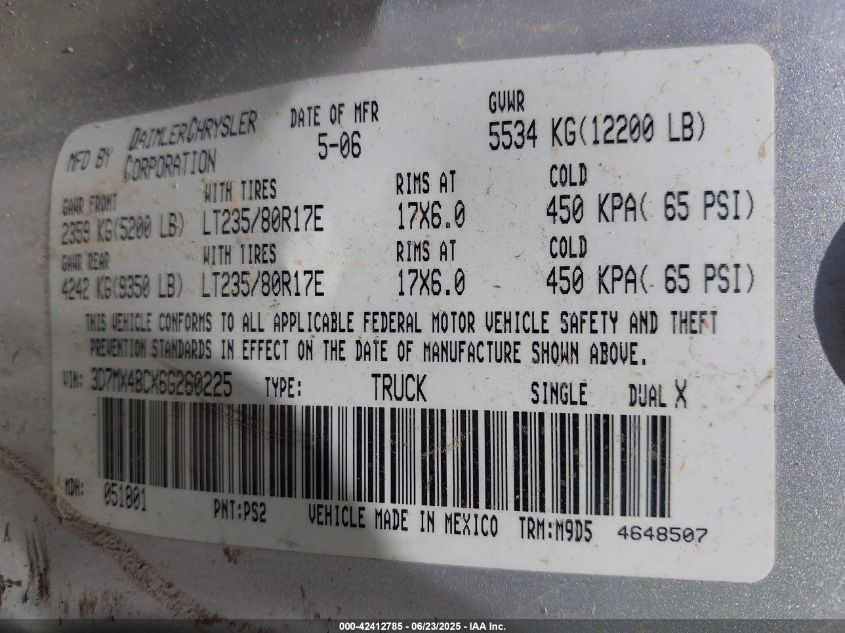 MFD BY DAIMLERCHRYSLER CORPORATION
DATE OF MFR 5-06
GVWR 5534 KG(12200 LB)
GAWR FRONT WITH TIRES RIMS AT COLD
2359 KG(5200 LB) LT235/80R17E 17X6.0 450 KPA( 65 PSI)
GAWR REAR WITH TIRES RIMS AT COLD
4242 KG(9350 LB) LT235/80R17E 17X6.0 450 KPA( 65 PSI)
THIS VEHICLE CONFORMS TO ALL APPLICABLE FEDERAL MOTOR VEHICLE SAFETY AND THEFT
PREVENTION STANDARDS IN EFFECT ON THE DATE OF MANUFACTURE SHOWN ABOVE.
VIN: 3D7MX48CX6G260225 TYPE: TRUCK SINGLE DUAL X
MDH: 051801
PNT:PS2 VEHICLE MADE IN MEXICO TRM:M9D5 4648507
000-42412785 - 06/23/2025 - IAA Inc.